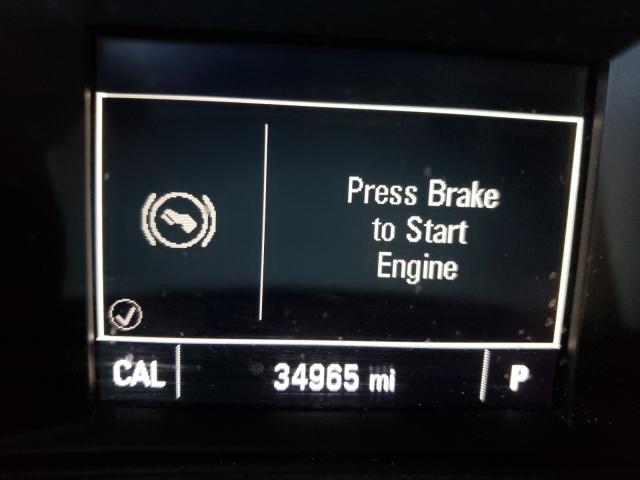 Press Brake
to Start
Engine
CAL 34965 mi P